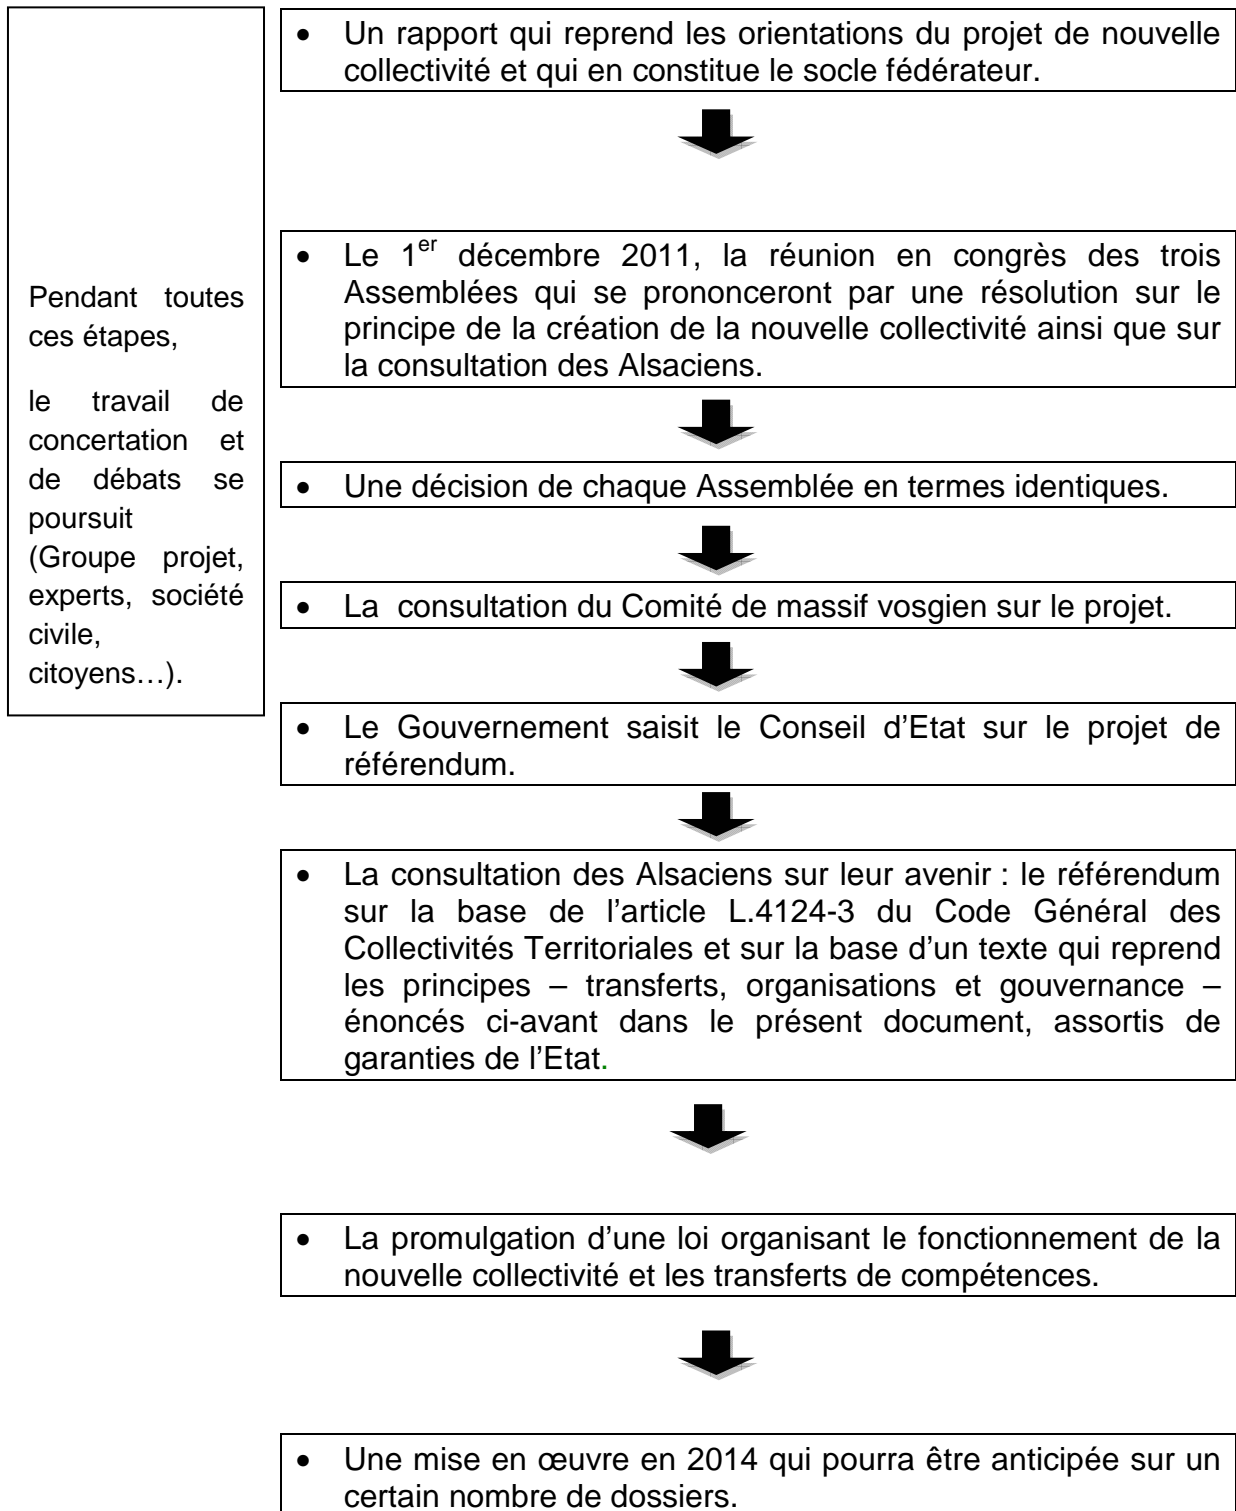 Pendant toutes
ces étapes,
le travail de
concertation et
de débats se
poursuit
(Groupe projet,
experts, société
civile,
citoyens…).
• Un rapport qui reprend les orientations du projet de nouvelle
collectivité et qui en constitue le socle fédérateur.
• Le 1er décembre 2011, la réunion en congrès des trois
Assemblées qui se prononceront par une résolution sur le
principe de la création de la nouvelle collectivité ainsi que sur
la consultation des Alsaciens.
• Une décision de chaque Assemblée en termes identiques.
• La consultation du Comité de massif vosgien sur le projet.
• Le Gouvernement saisit le Conseil d'Etat sur le projet de
référendum.
• La consultation des Alsaciens sur leur avenir : le référendum
sur la base de l'article L.4124-3 du Code Général des
Collectivités Territoriales et sur la base d'un texte qui reprend
les principes – transferts, organisations et gouvernance –
énoncés ci-avant dans le présent document, assortis de
garanties de l'Etat.
• La promulgation d'une loi organisant le fonctionnement de la
nouvelle collectivité et les transferts de compétences.
• Une mise en œuvre en 2014 qui pourra être anticipée sur un
certain nombre de dossiers.